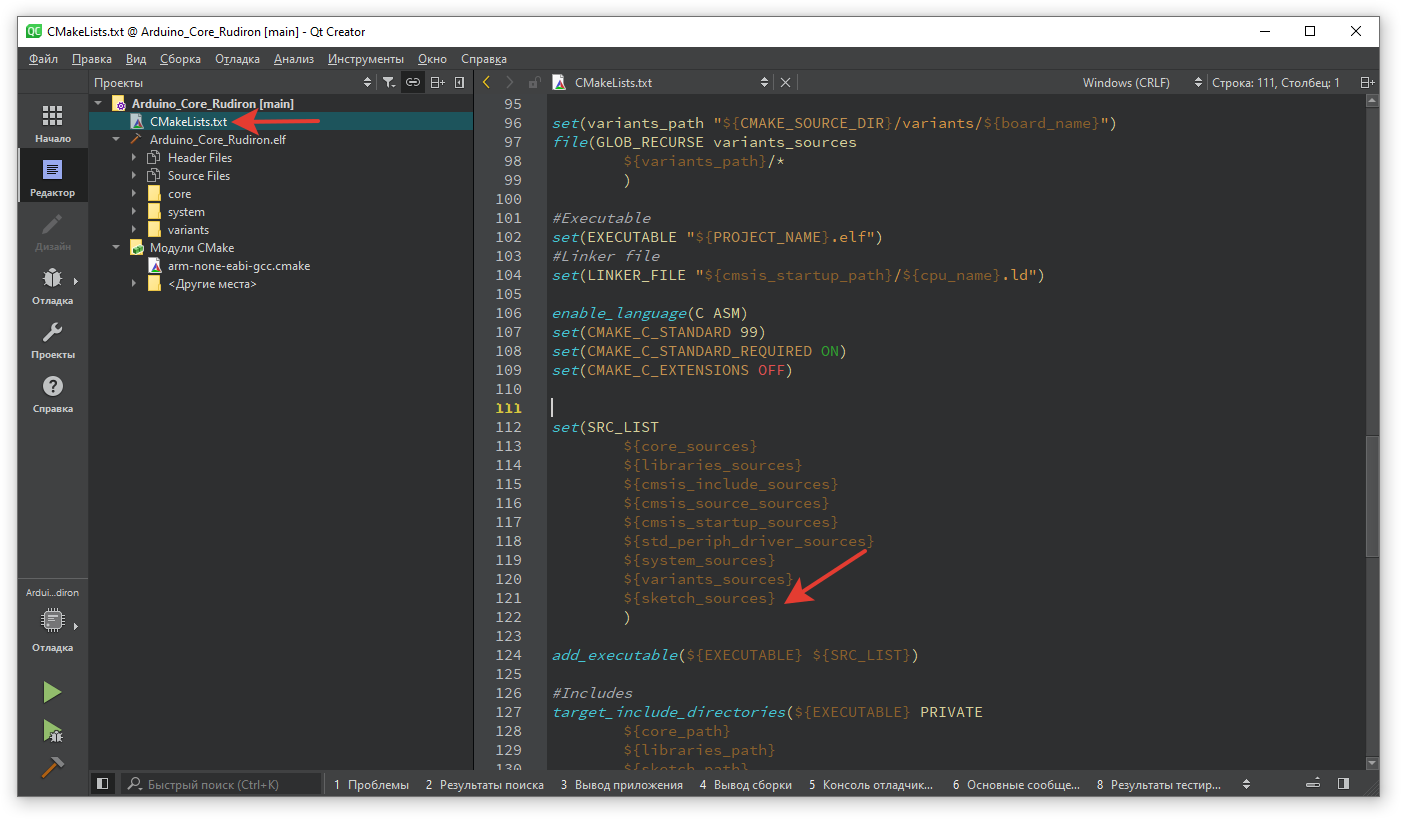 CMakeLists.txt @ Arduino_Core_Rudiron [main] - Qt Creator
Файл Правка Вид Сборка Отладка Анализ Инструменты Окно Справка
Проекты
CMakeLists.txt
Windows (CRLF)
Строка: 111, Столбец: 1
Начало
Редактор
Дизайн
Отладка
Проекты
Справка
Ardui...diron
Отладка
Arduino_Core_Rudiron [main]
CMakeLists.txt
Arduino_Core_Rudiron.elf
Header Files
Source Files
core
system
variants
Модули CMake
arm-none-eabi-gcc.cmake
<Другие места>
95
96 set(variants_path "${CMAKE_SOURCE_DIR}/variants/${board_name}")
97 file(GLOB_RECURSE variants_sources
98 ${variants_path}/*
99 )
100
101 #Executable
102 set(EXECUTABLE "${PROJECT_NAME}.elf")
103 #Linker file
104 set(LINKER_FILE "${cmsis_startup_path}/${cpu_name}.ld")
105
106 enable_language(C ASM)
107 set(CMAKE_C_STANDARD 99)
108 set(CMAKE_C_STANDARD_REQUIRED ON)
109 set(CMAKE_C_EXTENSIONS OFF)
110
111
112 set(SRC_LIST
113 ${core_sources}
114 ${libraries_sources}
115 ${cmsis_include_sources}
116 ${cmsis_source_sources}
117 ${cmsis_startup_sources}
118 ${std_periph_driver_sources}
119 ${system_sources}
120 ${variants_sources}
121 ${sketch_sources}
122 )
123
124 add_executable(${EXECUTABLE} ${SRC_LIST})
125
126 #Includes
127 target_include_directories(${EXECUTABLE} PRIVATE
128 ${core_path}
129 ${libraries_path}
130 ${sketch_path}
Быстрый поиск (Ctrl+K)
1 Проблемы 2 Результаты поиска 3 Вывод приложения 4 Вывод сборки 5 Консоль отладчик... 6 Основные сообще... 8 Результаты тестир...